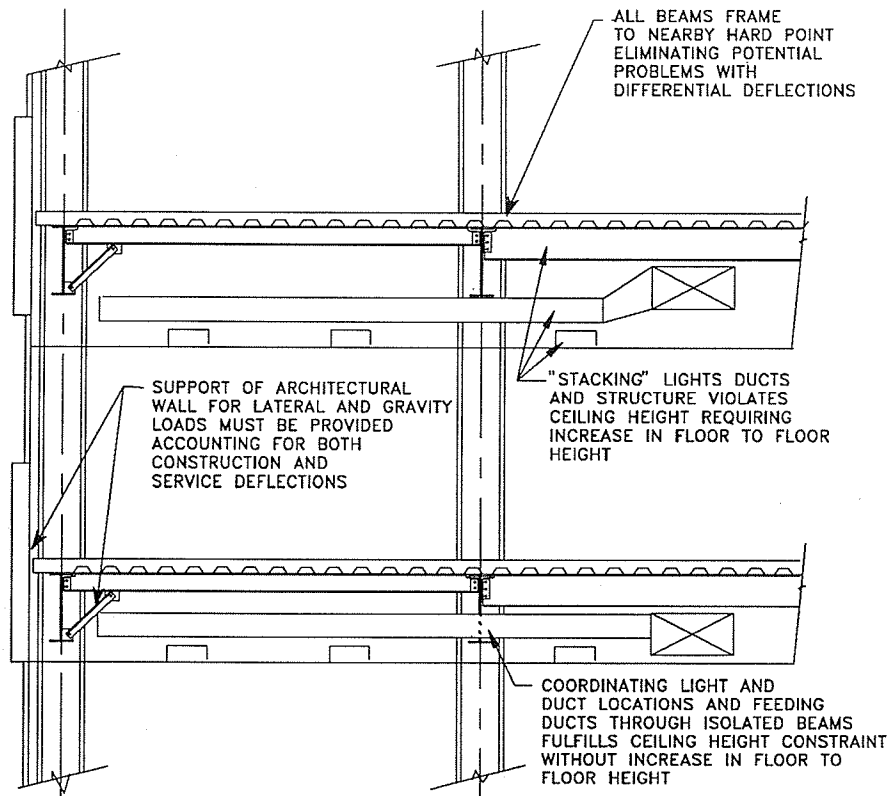 ALL BEAMS FRAME
TO NEARBY HARD POINT
ELIMINATING POTENTIAL
PROBLEMS WITH
DIFFERENTIAL DEFLECTIONS
SUPPORT OF ARCHITECTURAL
WALL FOR LATERAL AND GRAVITY
LOADS MUST BE PROVIDED
ACCOUNTING FOR BOTH
CONSTRUCTION AND
SERVICE DEFLECTIONS
"STACKING" LIGHTS DUCTS
AND STRUCTURE VIOLATES
CEILING HEIGHT REQUIRING
INCREASE IN FLOOR TO FLOOR
HEIGHT
COORDINATING LIGHT AND
DUCT LOCATIONS AND FEEDING
DUCTS THROUGH ISOLATED BEAMS
FULFILLS CEILING HEIGHT CONSTRAINT
WITHOUT INCREASE IN FLOOR TO
FLOOR HEIGHT